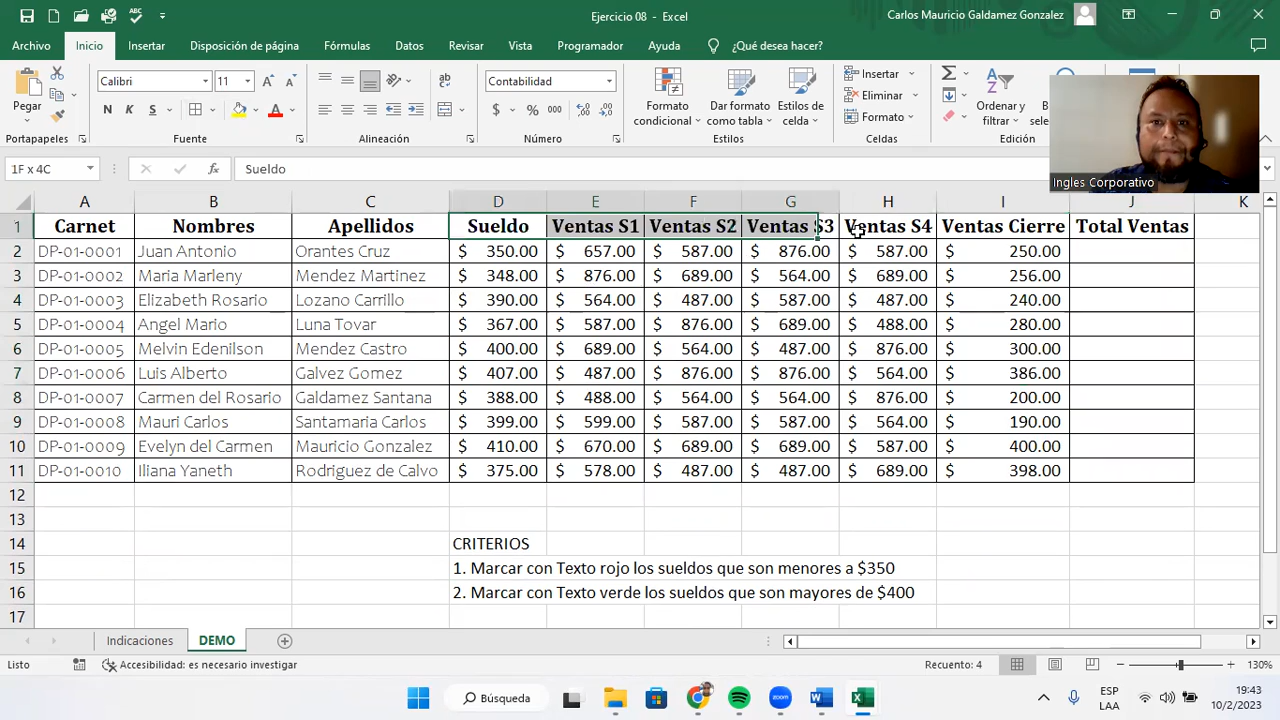 Ejercicio 08 - Excel
Carlos Mauricio Galdamez Gonzalez
Archivo Inicio Insertar Disposición de página Fórmulas Datos Revisar Vista Programador Ayuda ¿Qué desea hacer?
Pegar
Calibri 11
N K S
ab
Contabilidad
$ % 000
Formato condicional
Dar formato como tabla
Estilos de celda
Insertar
Eliminar
Formato
Ordenar y filtrar
Portapapeles Fuente Alineación Número Estilos Celdas Edición
Ingles Corporativo
1F x 4C fx Sueldo
A B C D E F G H I J K
1 Carnet Nombres Apellidos Sueldo Ventas S1 Ventas S2 Ventas S3 Ventas S4 Ventas Cierre Total Ventas
2 DP-01-0001 Juan Antonio Orantes Cruz $ 350.00 $ 657.00 $ 587.00 $ 876.00 $ 587.00 $ 250.00
3 DP-01-0002 Maria Marleny Mendez Martinez $ 348.00 $ 876.00 $ 689.00 $ 564.00 $ 689.00 $ 256.00
4 DP-01-0003 Elizabeth Rosario Lozano Carrillo $ 390.00 $ 564.00 $ 487.00 $ 587.00 $ 487.00 $ 240.00
5 DP-01-0004 Angel Mario Luna Tovar $ 367.00 $ 587.00 $ 876.00 $ 689.00 $ 488.00 $ 280.00
6 DP-01-0005 Melvin Edenilson Mendez Castro $ 400.00 $ 689.00 $ 564.00 $ 487.00 $ 876.00 $ 300.00
7 DP-01-0006 Luis Alberto Galvez Gomez $ 407.00 $ 487.00 $ 876.00 $ 876.00 $ 564.00 $ 386.00
8 DP-01-0007 Carmen del Rosario Galdamez Santana $ 388.00 $ 488.00 $ 564.00 $ 564.00 $ 876.00 $ 200.00
9 DP-01-0008 Mauri Carlos Santamaria Carlos $ 399.00 $ 599.00 $ 587.00 $ 587.00 $ 564.00 $ 190.00
10 DP-01-0009 Evelyn del Carmen Mauricio Gonzalez $ 410.00 $ 670.00 $ 689.00 $ 689.00 $ 587.00 $ 400.00
11 DP-01-0010 Iliana Yaneth Rodriguez de Calvo $ 375.00 $ 578.00 $ 487.00 $ 487.00 $ 689.00 $ 398.00
12
13
14 CRITERIOS
15 1. Marcar con Texto rojo los sueldos que son menores a $350
16 2. Marcar con Texto verde los sueldos que son mayores de $400
17
Indicaciones DEMO
Listo Accesibilidad: es necesario investigar Recuento: 4 130%
Búsqueda
zoom
ESP
LAA
19:43
10/2/2023